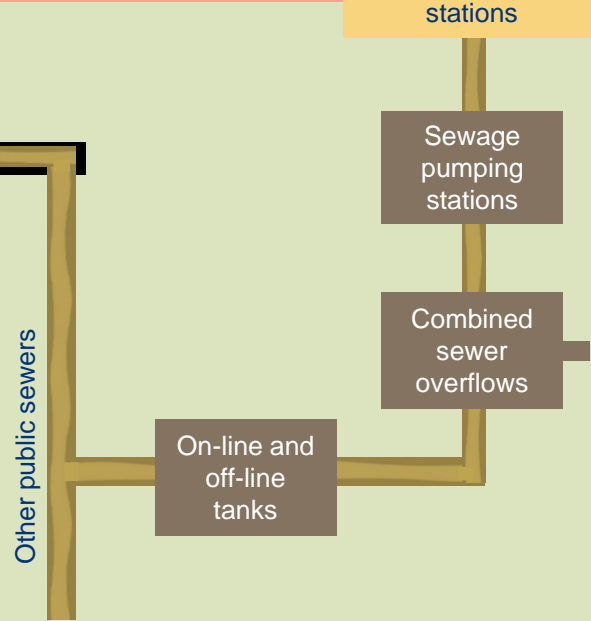 stations
Sewage
pumping
stations
Combined
sewer
overflows
Other public sewers
On-line and
off-line
tanks